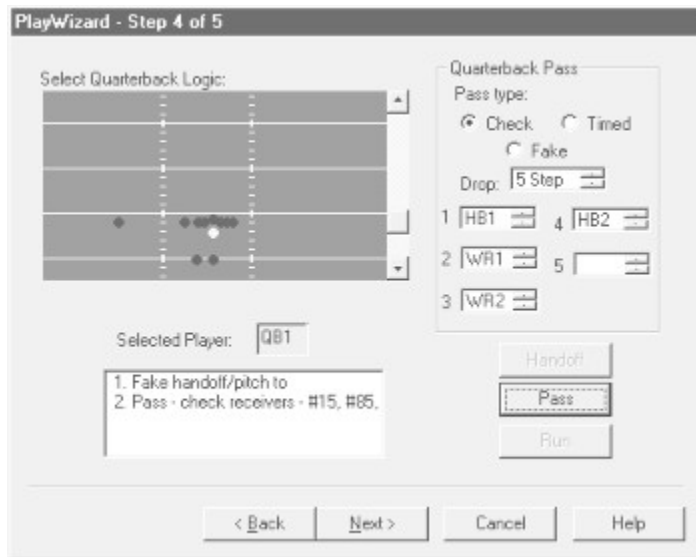 PlayWizard - Step 4 of 5
Select Quarterback Logic:
Quarterback Pass
Pass type:
Check
Timed
Fake
Drop: 5 Step
1 HB1
4 HB2
2 WR1
5
3 WR2
Selected Player: QB1
1. Fake handoff/pitch to
2. Pass - check receivers - #15, #85,
Handoff
Pass
Run
< Back
Next >
Cancel
Help